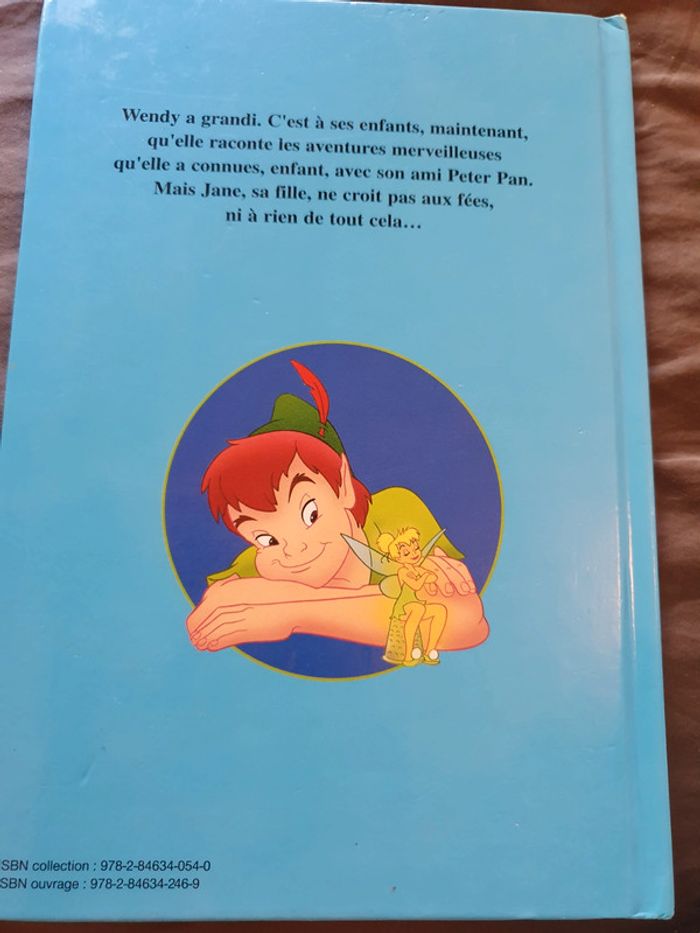 Wendy a grandi. C'est à ses enfants, maintenant,
qu'elle raconte les aventures merveilleuses
qu'elle a connues, enfant, avec son ami Peter Pan.
Mais Jane, sa fille, ne croit pas aux fées,
ni à rien de tout cela...
ISBN collection : 978-2-84634-054-0
ISBN ouvrage : 978-2-84634-246-9